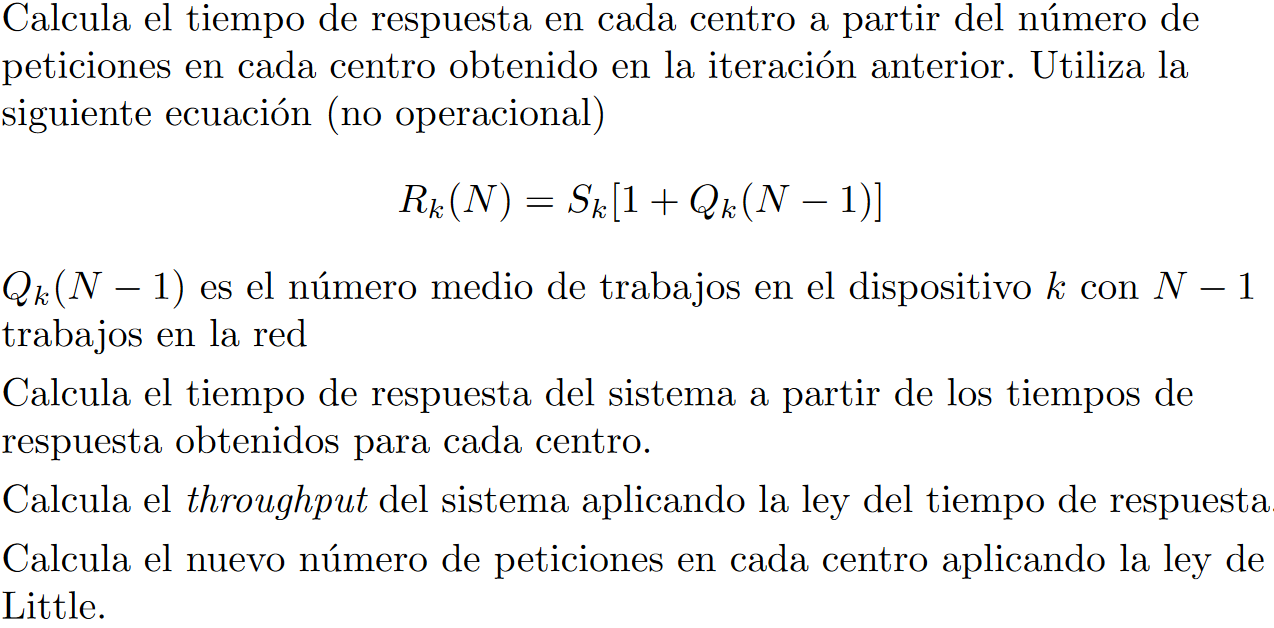 Calcula el tiempo de respuesta en cada centro a partir del número de
peticiones en cada centro obtenido en la iteración anterior. Utiliza la
siguiente ecuación (no operacional)
R_k(N) = S_k[1 + Q_k(N − 1)]
Q_k(N − 1) es el número medio de trabajos en el dispositivo k con N − 1
trabajos en la red
Calcula el tiempo de respuesta del sistema a partir de los tiempos de
respuesta obtenidos para cada centro.
Calcula el throughput del sistema aplicando la ley del tiempo de respuesta.
Calcula el nuevo número de peticiones en cada centro aplicando la ley de
Little.